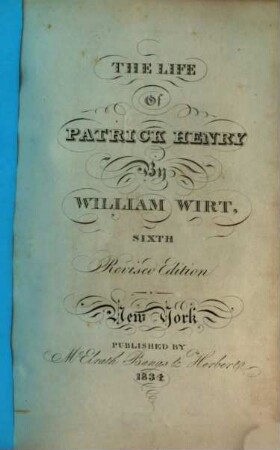 THE LIFE
Of
PATRICK HENRY
By
WILLIAM WIRT,
SIXTH
Revised Edition
New York
PUBLISHED BY
McElrath Bangs & Herbert
1834